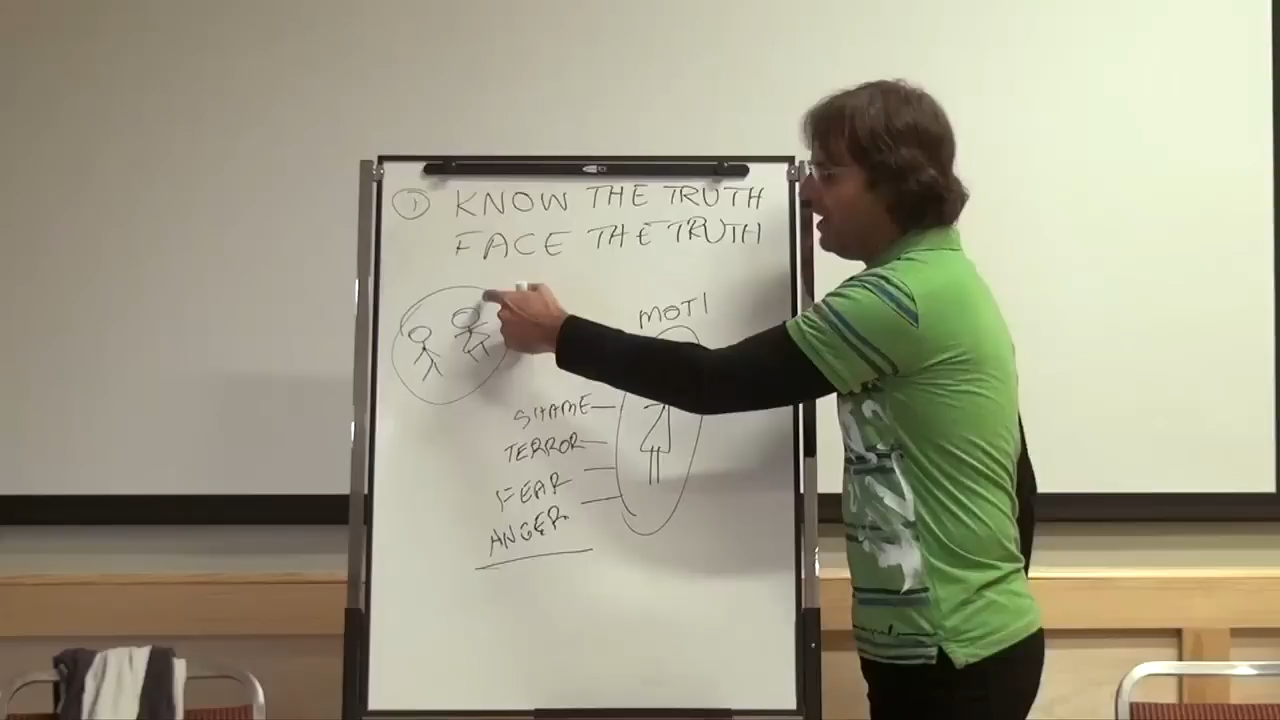 ① KNOW THE TRUTH
FACE THE TRUTH
MOTI
SHAME
TERROR
FEAR
ANGER